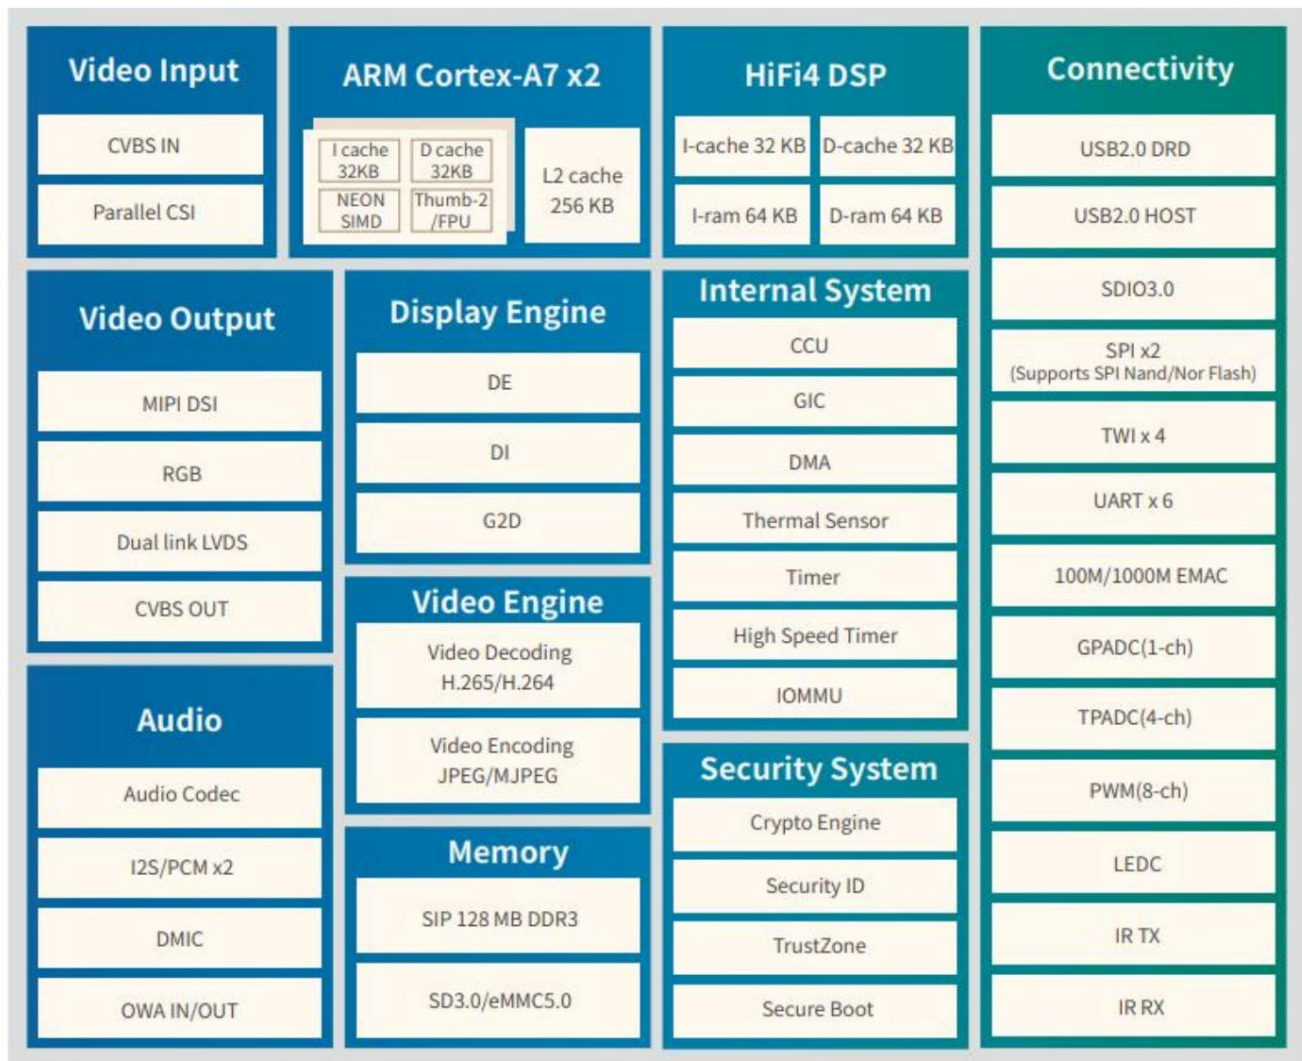 Video Input
CVBS IN
Parallel CSI
ARM Cortex-A7 x2
I cache
32KB
D cache
32KB
NEON
SIMD
Thumb-2
/FPU
L2 cache
256 KB
HiFi4 DSP
I-cache 32 KB
D-cache 32 KB
I-ram 64 KB
D-ram 64 KB
Connectivity
USB2.0 DRD
USB2.0 HOST
SDIO3.0
SPI x2
(Supports SPI Nand/Nor Flash)
TWI x 4
UART x 6
100M/1000M EMAC
GPADC(1-ch)
TPADC(4-ch)
PWM(8-ch)
LEDC
IR TX
IR RX
Video Output
MIPI DSI
RGB
Dual link LVDS
CVBS OUT
Display Engine
DE
DI
G2D
Internal System
CCU
GIC
DMA
Thermal Sensor
Timer
High Speed Timer
IOMMU
Video Engine
Video Decoding
H.265/H.264
Video Encoding
JPEG/MJPEG
Audio
Audio Codec
I2S/PCM x2
DMIC
OWA IN/OUT
Memory
SIP 128 MB DDR3
SD3.0/eMMC5.0
Security System
Crypto Engine
Security ID
TrustZone
Secure Boot